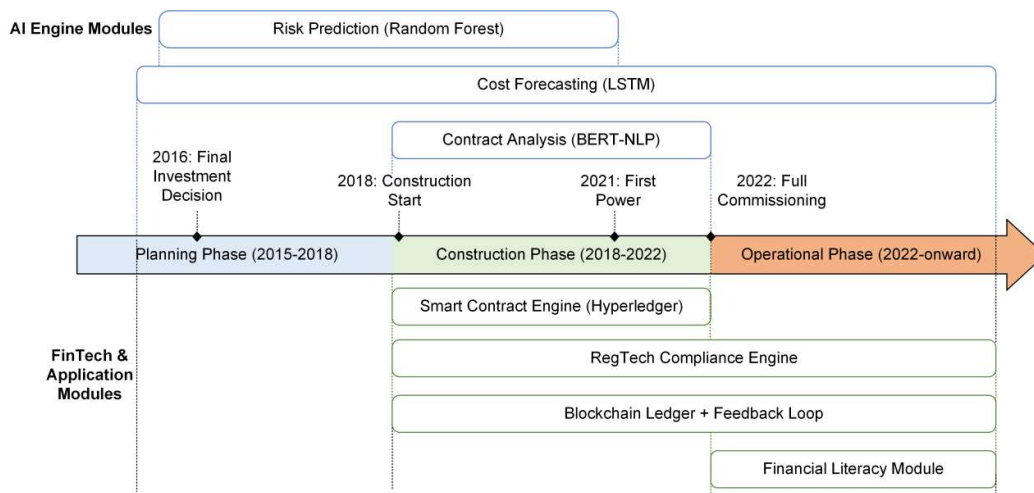 AI Engine Modules
Risk Prediction (Random Forest)
Cost Forecasting (LSTM)
Contract Analysis (BERT-NLP)
2016: Final
Investment
Decision
2018: Construction
Start
2021: First
Power
2022: Full
Commissioning
Planning Phase (2015-2018)
Construction Phase (2018-2022)
Operational Phase (2022-onward)
Smart Contract Engine (Hyperledger)
FinTech &
Application
Modules
RegTech Compliance Engine
Blockchain Ledger + Feedback Loop
Financial Literacy Module